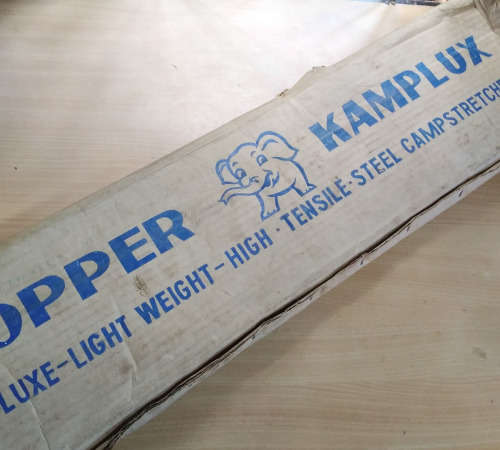 OPPER KAMPLUX
LUXE-LIGHT WEIGHT-HIGH·TENSILE·STEEL CAMPSTRETCH